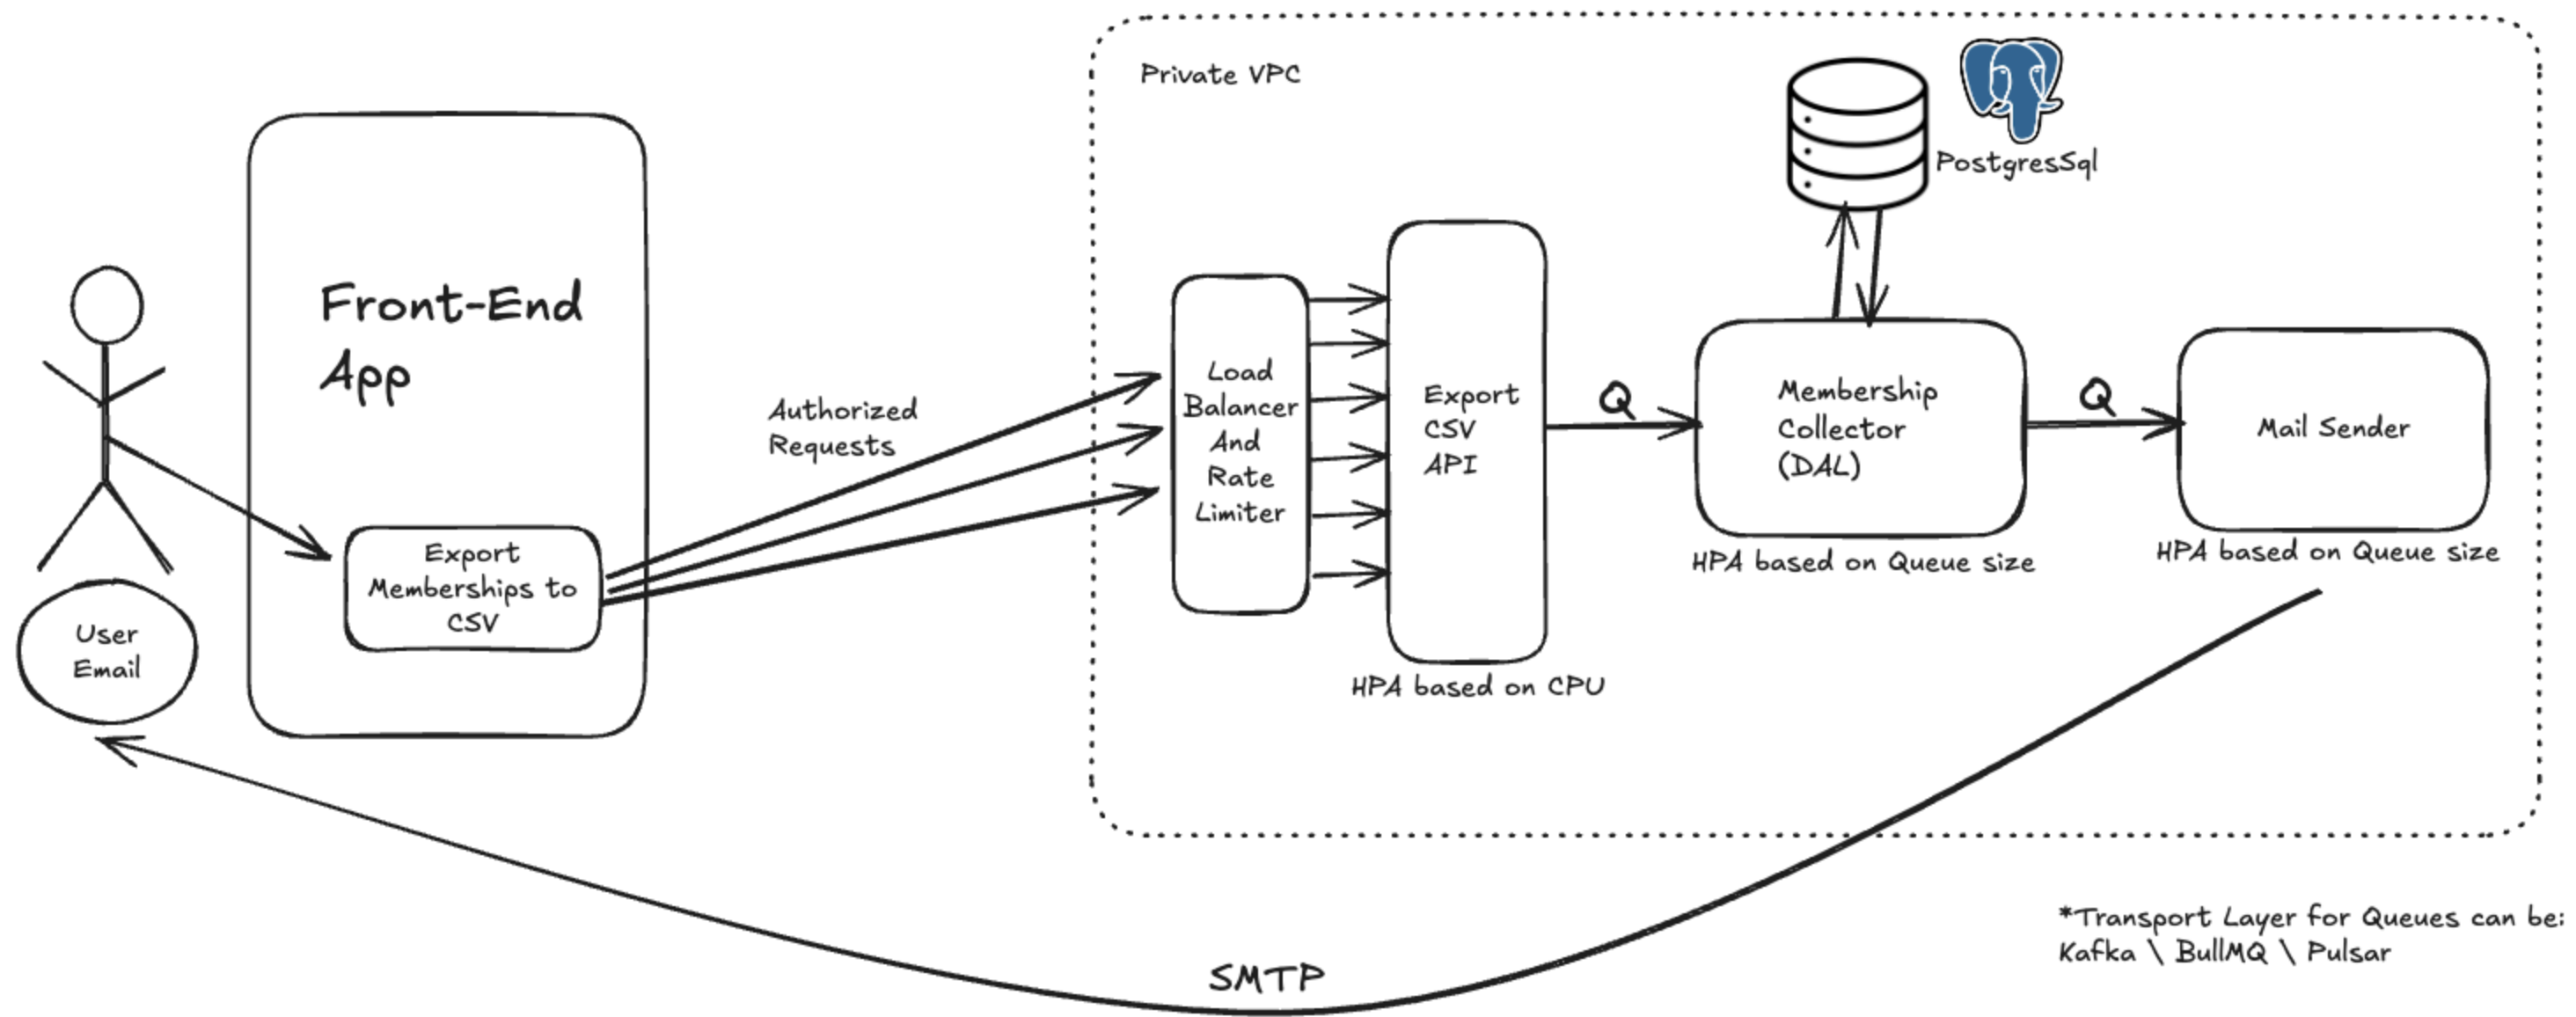 Private VPC
PostgresSql
Front-End
App
User
Email
Export
Memberships to
CSV
Authorized
Requests
Load
Balancer
And
Rate
Limiter
Export
CSV
API
HPA based on CPU
Q
Membership
Collector
(DAL)
HPA based on Queue size
Q
Mail Sender
HPA based on Queue size
SMTP
*Transport Layer for Queues can be:
Kafka \ BullMQ \ Pulsar